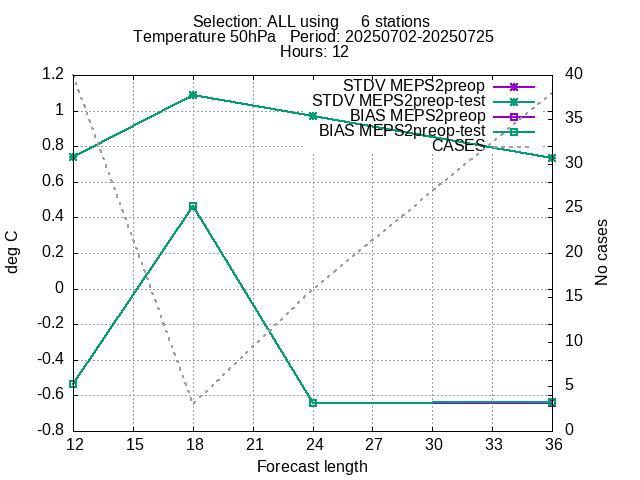 Selection: ALL using     6 stations
Temperature 50hPa   Period: 20250702-20250725
Hours: 12
STDV MEPS2preop
STDV MEPS2preop-test
BIAS MEPS2preop
BIAS MEPS2preop-test
CASES
1.2
1
0.8
0.6
0.4
0.2
0
-0.2
-0.4
-0.6
-0.8
deg C
40
35
30
25
20
15
10
5
0
No cases
12 15 18 21 24 27 30 33 36
Forecast length